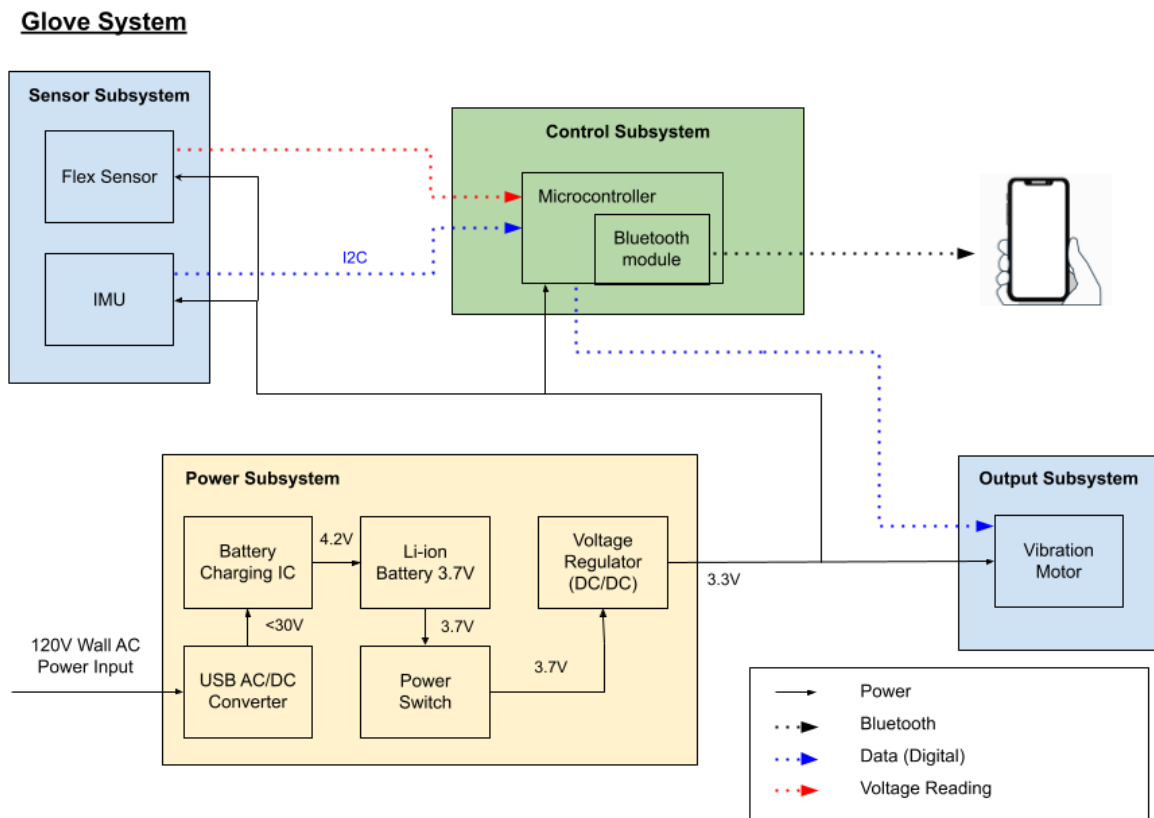 Glove System
Sensor Subsystem
Flex Sensor
IMU
I2C
Control Subsystem
Microcontroller
Bluetooth
module
Power Subsystem
Battery
Charging IC
4.2V
Li-ion
Battery 3.7V
Voltage
Regulator
(DC/DC)
3.3V
<30V
3.7V
120V Wall AC
Power Input
USB AC/DC
Converter
Power
Switch
3.7V
Output Subsystem
Vibration
Motor
Power
Bluetooth
Data (Digital)
Voltage Reading